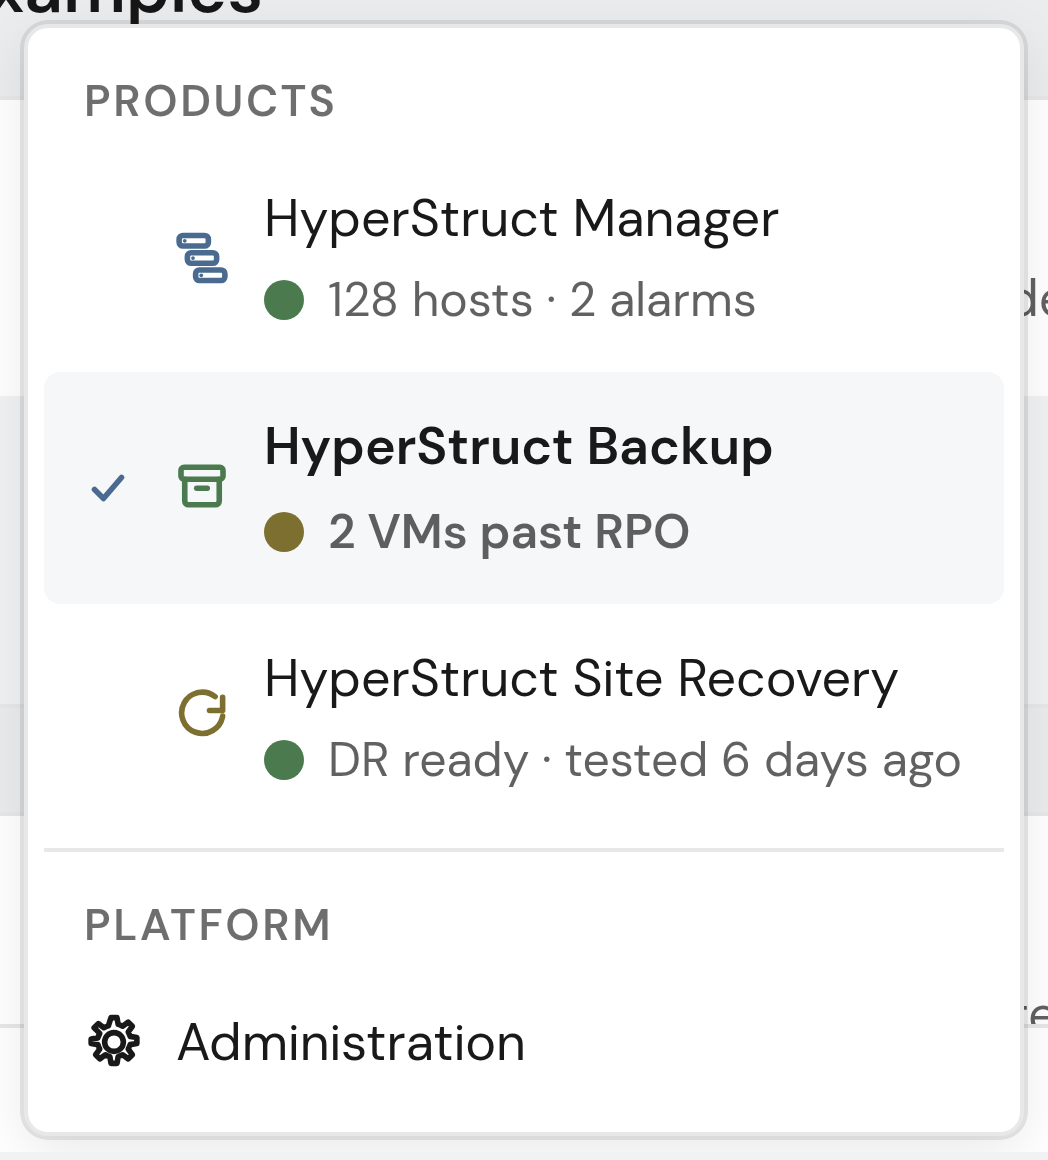 PRODUCTS
HyperStruct Manager
128 hosts · 2 alarms
HyperStruct Backup
2 VMs past RPO
HyperStruct Site Recovery
DR ready · tested 6 days ago
PLATFORM
Administration